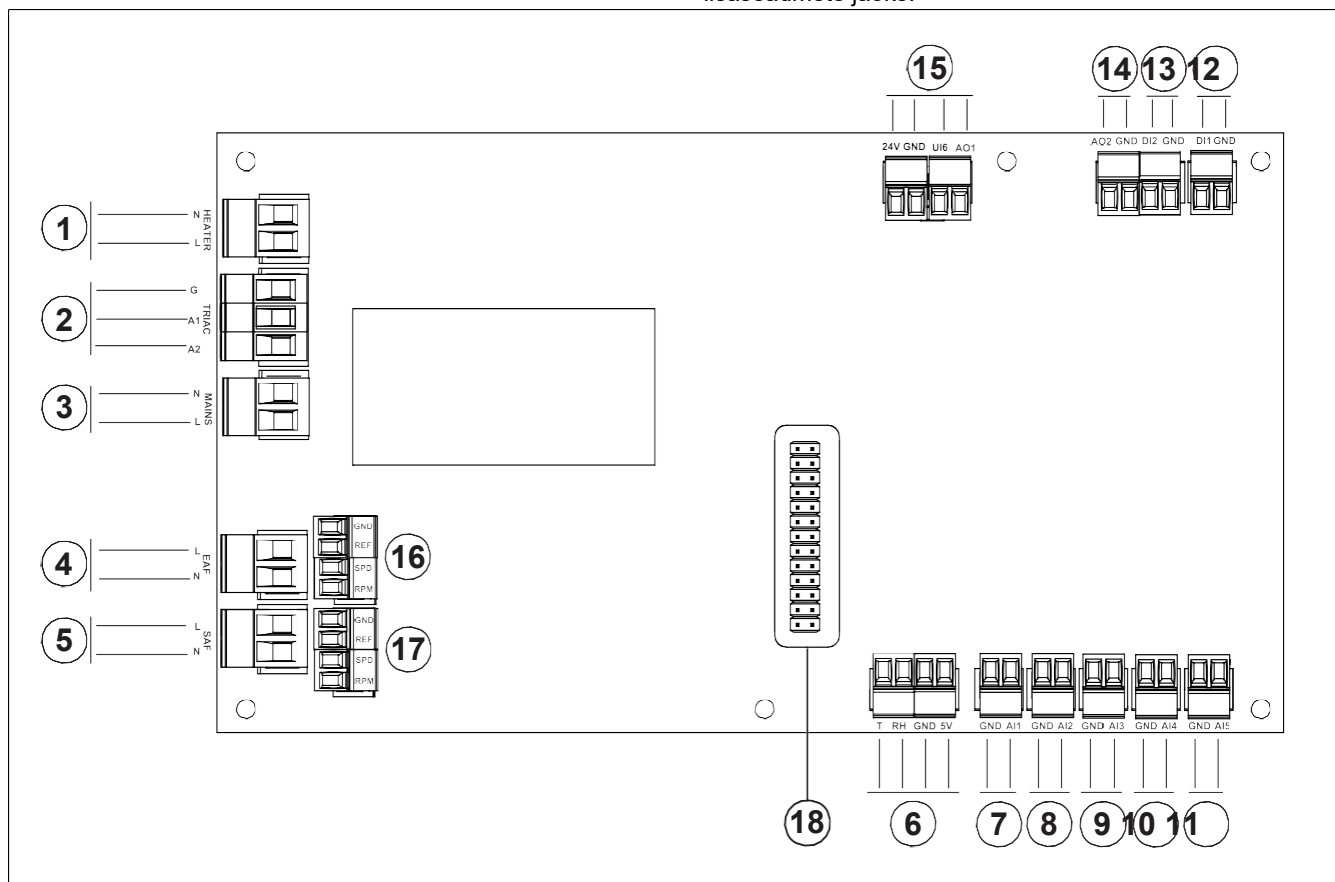 15 14 13 12
24V GND UI6 AO1 AO2 GND DI2 GND DI1 GND
1 N HEATER L
2 G TRIAC A1 A2
3 N MAINS L
4 L EAF N
GND REF SPD RPM 16
5 L SAF N
GND REF SPD RPM 17
T RH GND 5V GND AI1 GND AI2 GND AI3 GND AI4 GND AI5
18 6 7 8 9 10 11